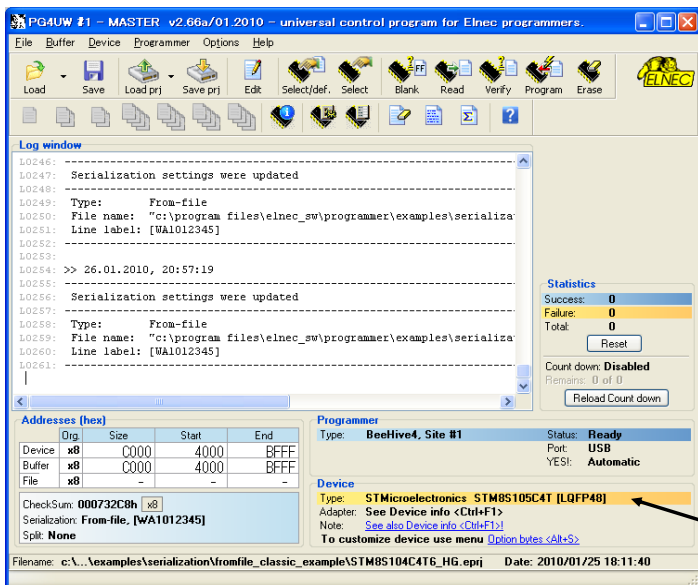 PG4UW #1 - MASTER v2.66a/01.2010 - universal control program for Elnec programmers.
File Buffer Device Programmer Options Help
Load Save Load prj Save prj Edit Select/def. Select Blank Read Verify Program Erase
ELNEC
Log window
L0246: ----------------------------------------------------------------
L0247: Serialization settings were updated
L0248: ----------------------------------------------------------------
L0249: Type: From-file
L0250: File name: "c:\program files\elnec_sw\programmer\examples\serializa
L0251: Line label: [WA1012345]
L0252: ----------------------------------------------------------------
L0253:
L0254: >> 26.01.2010, 20:57:19
L0255: ----------------------------------------------------------------
L0256: Serialization settings were updated
L0257: ----------------------------------------------------------------
L0258: Type: From-file
L0259: File name: "c:\program files\elnec_sw\programmer\examples\serializa
L0260: Line label: [WA1012345]
L0261: ----------------------------------------------------------------
Statistics
Success: 0
Failure: 0
Total: 0
Reset
Count down: Disabled
Remains: 0 of 0
Reload Count down
Addresses (hex)
Org. Size Start End
Device x8 C000 4000 BFFF
Buffer x8 C000 4000 BFFF
File x8 - - -
CheckSum: 000732C8h x8
Serialization: From-file, [WA1012345]
Split: None
Programmer
Type: BeeHive4, Site #1 Status: Ready
Port: USB
YES!: Automatic
Device
Type: STMicroelectronics STM8S105C4T [LQFP48]
Adapter: See Device info <Ctrl+F1>
Note: See also Device info <Ctrl+F1>!
To customize device use menu Option bytes <Alt+S>
Filename: c:\...\examples\serialization\fromfile_classic_example\STM8S104C4T6_HG.eprj Date: 2010/01/25 18:11:40